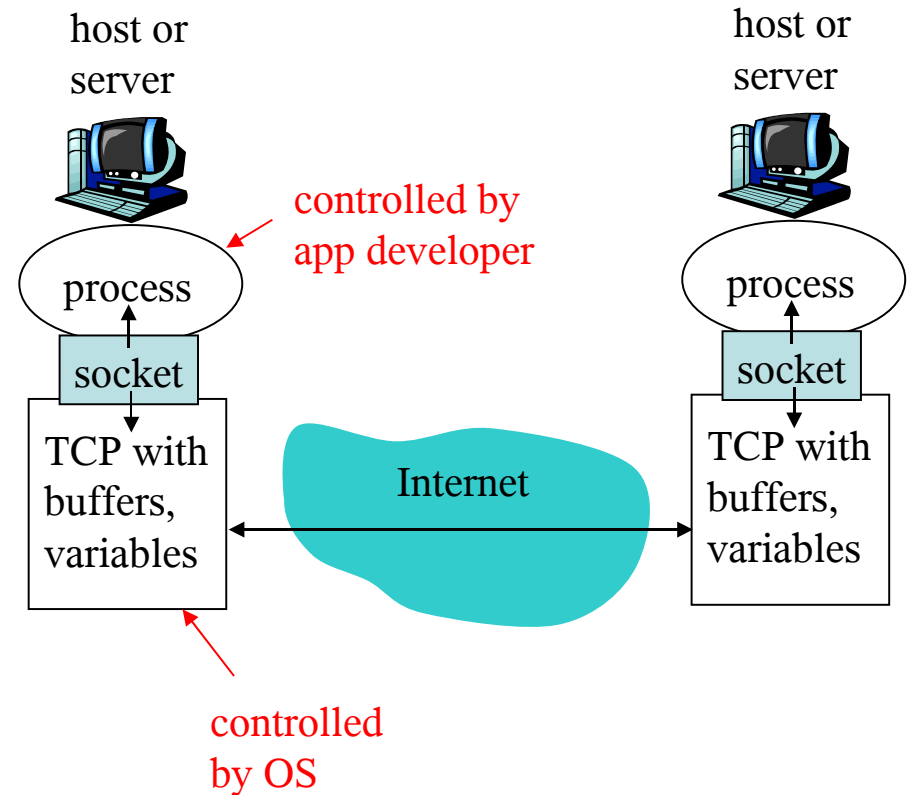 host or
server
host or
server
controlled by
app developer
process
process
socket
socket
TCP with
buffers,
variables
Internet
TCP with
buffers,
variables
controlled
by OS